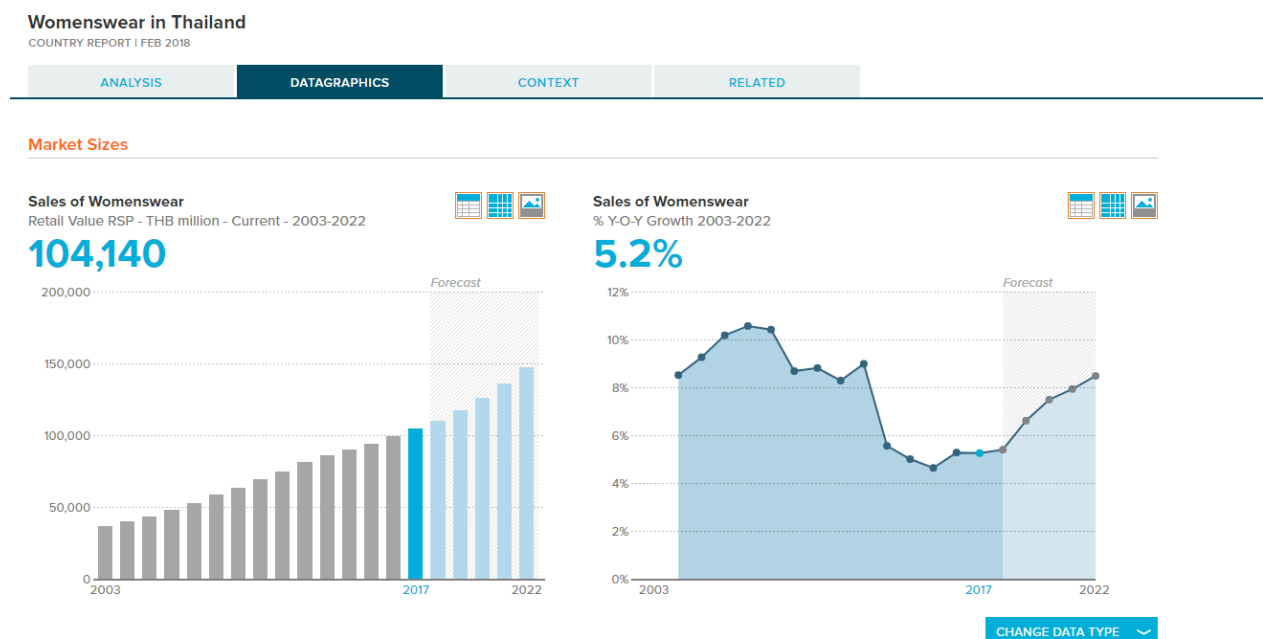 Womenswear in Thailand
COUNTRY REPORT | FEB 2018
ANALYSIS DATAGRAPHICS CONTEXT RELATED
Market Sizes
Sales of Womenswear
Retail Value RSP - THB million - Current - 2003-2022
104,140
Forecast
200,000
150,000
100,000
50,000
0
2003 2017 2022
Sales of Womenswear
% Y-O-Y Growth 2003-2022
5.2%
Forecast
12%
10%
8%
6%
4%
2%
0%
2003 2017 2022
CHANGE DATA TYPE